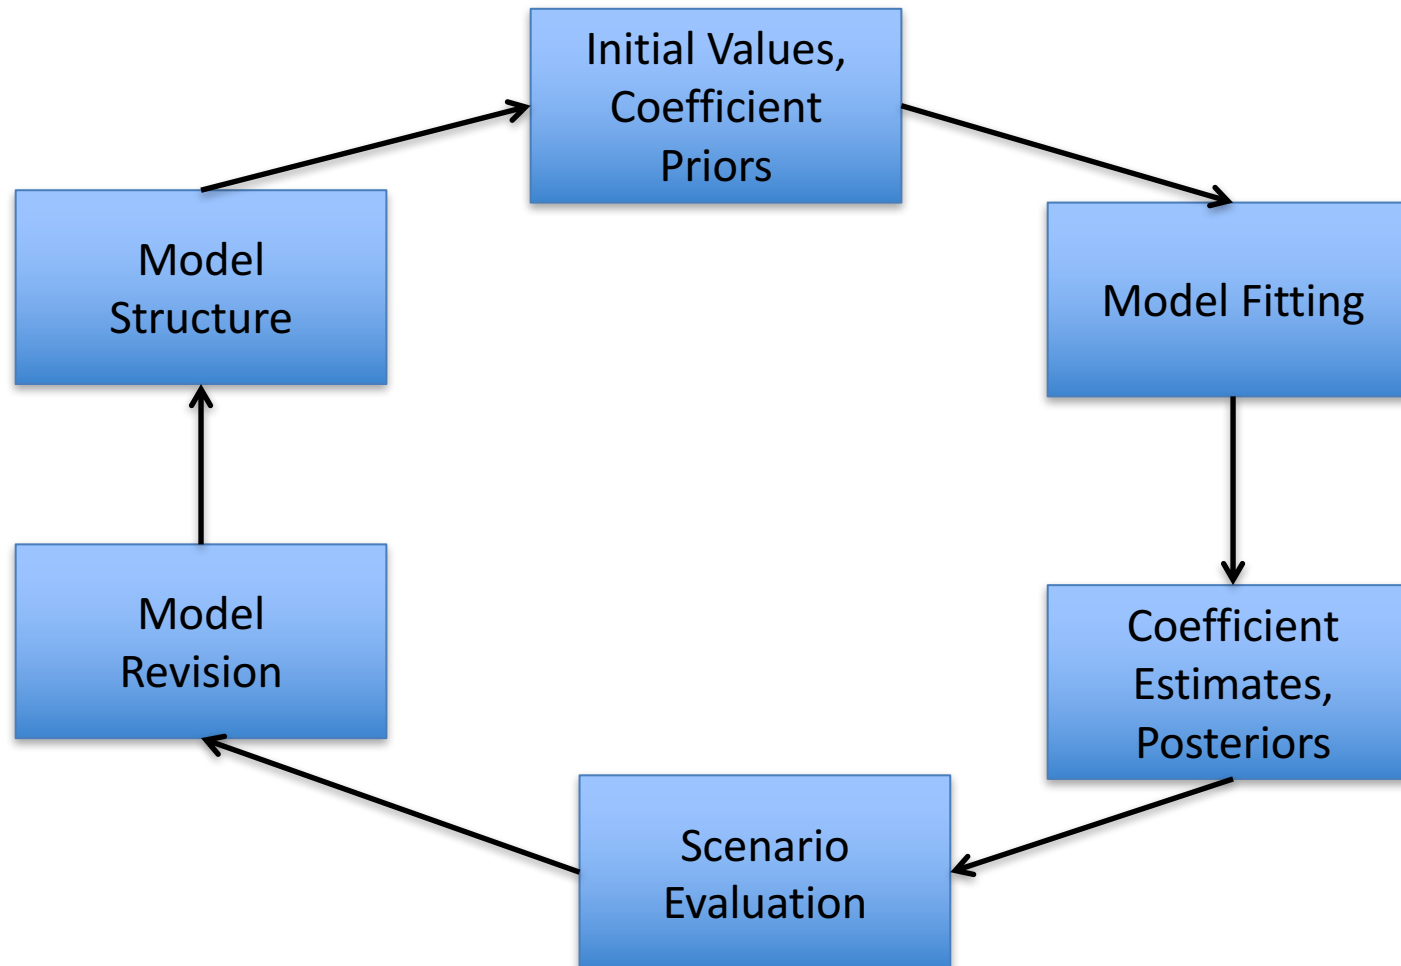 Initial Values,
Coefficient
Priors
Model
Structure
Model Fitting
Model
Revision
Coefficient
Estimates,
Posteriors
Scenario
Evaluation